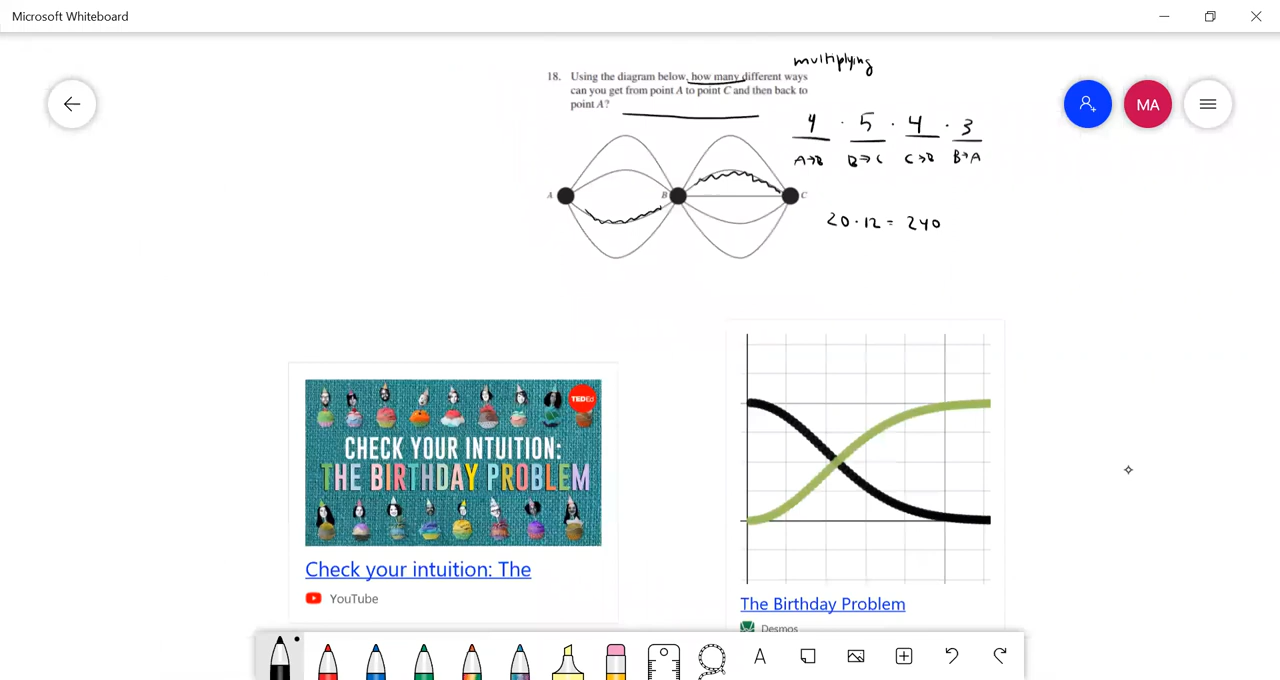 Microsoft Whiteboard
multiplying
18. Using the diagram below, how many different ways
can you get from point A to point C and then back to
point A?
4 · 5 · 4 · 3
A→B B→C C→B B→A
A B C
20 · 12 = 240
MA
TED Ed
CHECK YOUR INTUITION:
THE BIRTHDAY PROBLEM
Check your intuition: The
YouTube
The Birthday Problem
Desmos
A